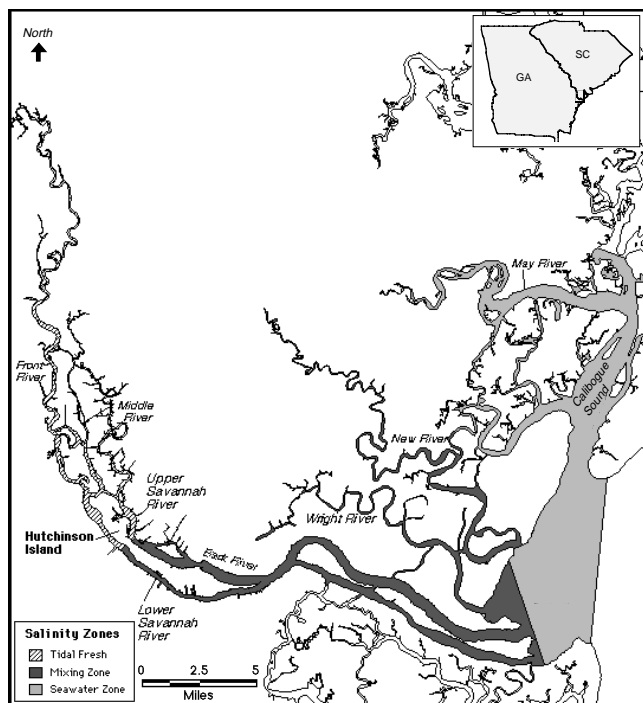 North
SC
GA
May River
Calibogue
Sound
Front
River
Middle
River
New River
Upper
Savannah
River
Wright River
Hutchinson
Island
Back River
Lower
Savannah
River
Salinity Zones
Tidal Fresh
Mixing Zone
Seawater Zone
0 2.5 5
Miles